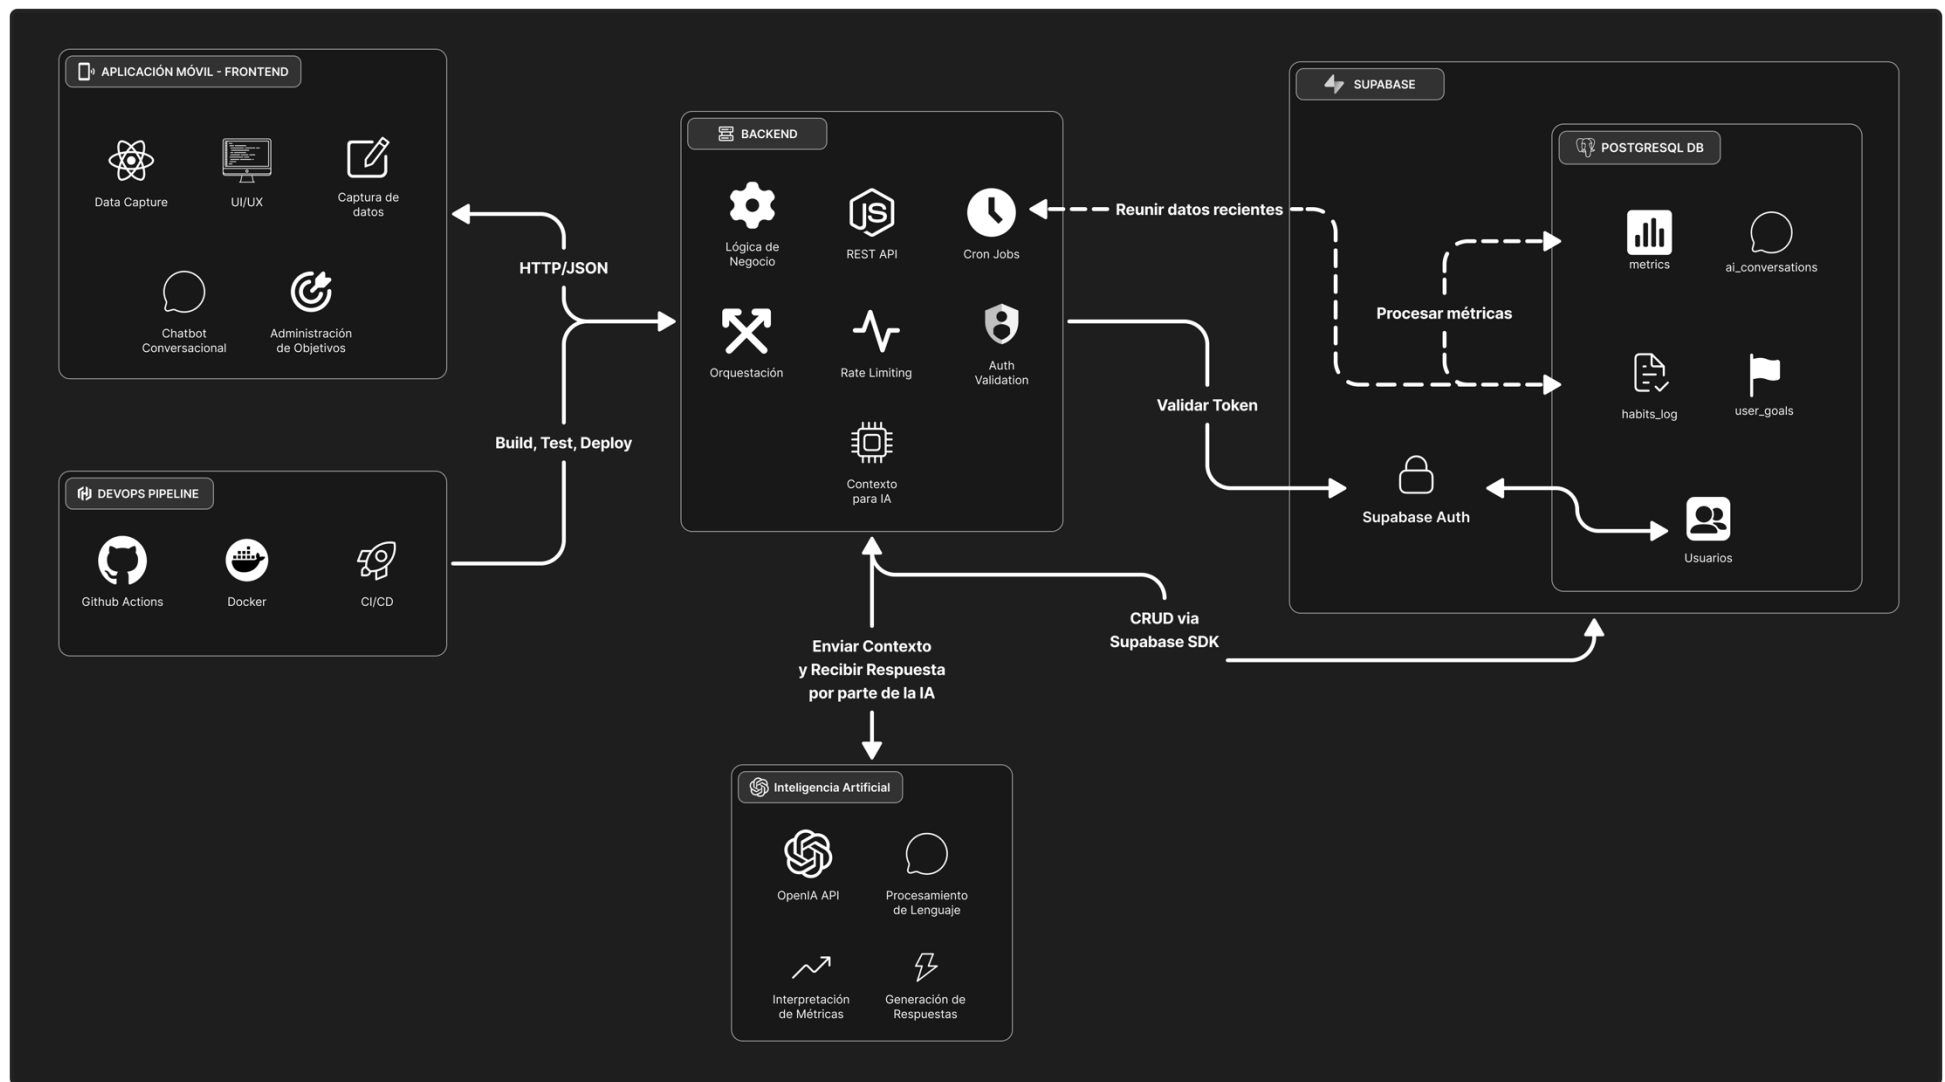 APLICACIÓN MÓVIL - FRONTEND
Data Capture
UI/UX
Captura de
datos
Chatbot
Conversacional
Administración
de Objetivos
DEVOPS PIPELINE
Github Actions
Docker
CI/CD
HTTP/JSON
Build, Test, Deploy
BACKEND
Lógica de
Negocio
JS
REST API
Cron Jobs
Orquestación
Rate Limiting
Auth
Validation
Contexto
para IA
Reunir datos recientes
Validar Token
CRUD via
Supabase SDK
Enviar Contexto
y Recibir Respuesta
por parte de la IA
SUPABASE
Procesar métricas
Supabase Auth
POSTGRESQL DB
metrics
ai_conversations
habits_log
user_goals
Usuarios
Inteligencia Artificial
OpenIA API
Procesamiento
de Lenguaje
Interpretación
de Métricas
Generación de
Respuestas